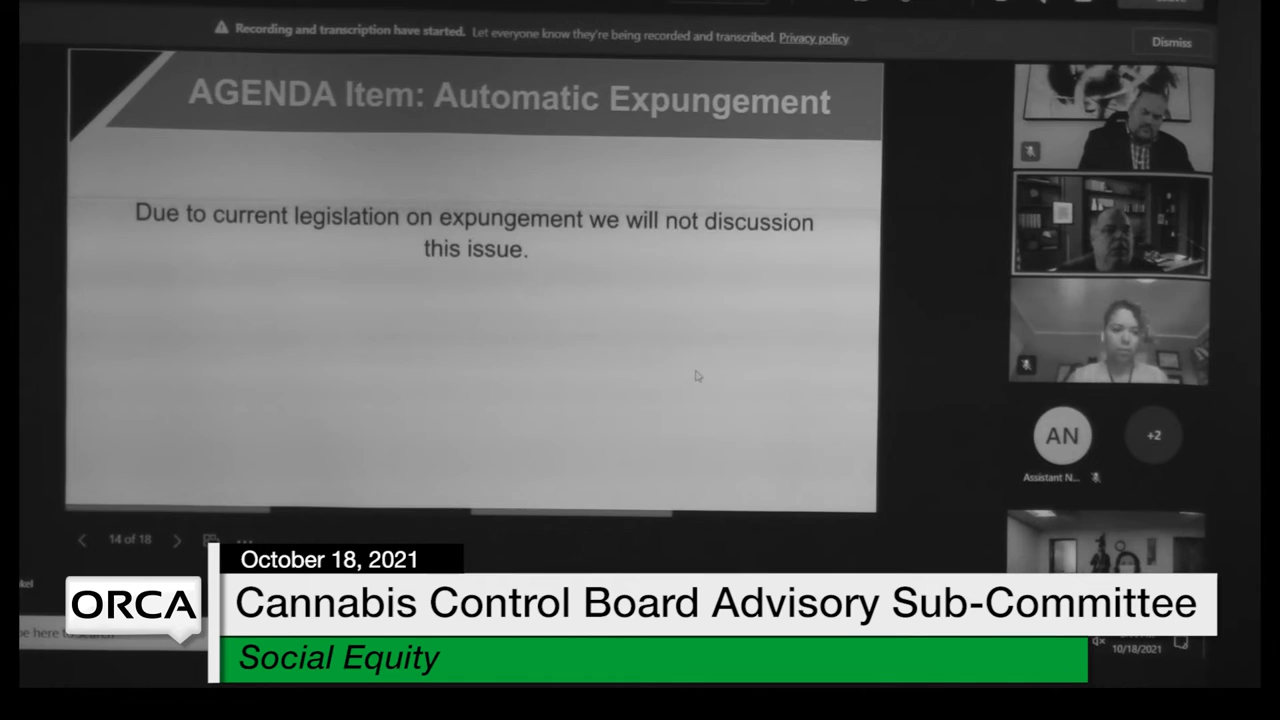 Recording and transcription have started. Let everyone know they're being recorded and transcribed. Privacy policy
Dismiss
AGENDA Item: Automatic Expungement
Due to current legislation on expungement we will not discussion
this issue.
AN
+2
Assistant N...
14 of 18
October 18, 2021
ORCA
Cannabis Control Board Advisory Sub-Committee
Social Equity
10/18/2021